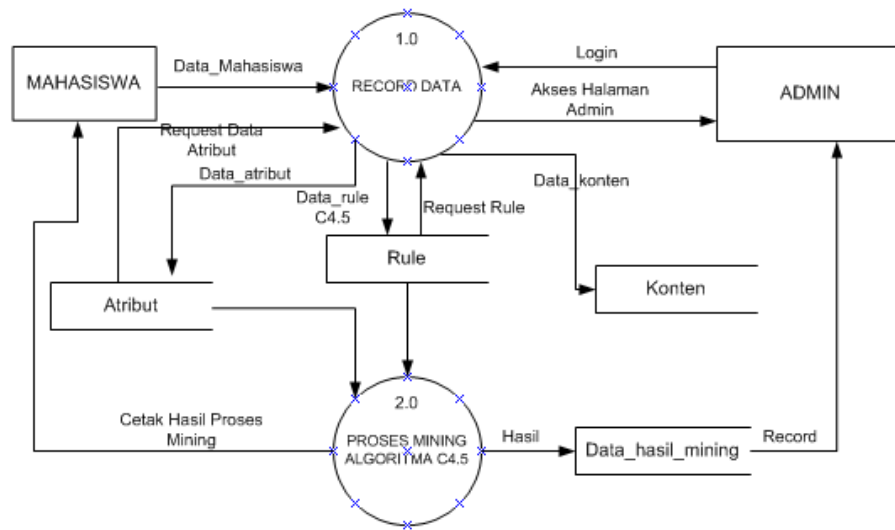 1.0
RECORD DATA
MAHASISWA
Data_Mahasiswa
Login
Akses Halaman
Admin
ADMIN
Request Data
Atribut
Data_atribut
Data_rule
C4.5
Request Rule
Data_konten
Rule
Atribut
Konten
2.0
PROSES MINING
ALGORITMA C4.5
Cetak Hasil Proses
Mining
Hasil
Data_hasil_mining
Record